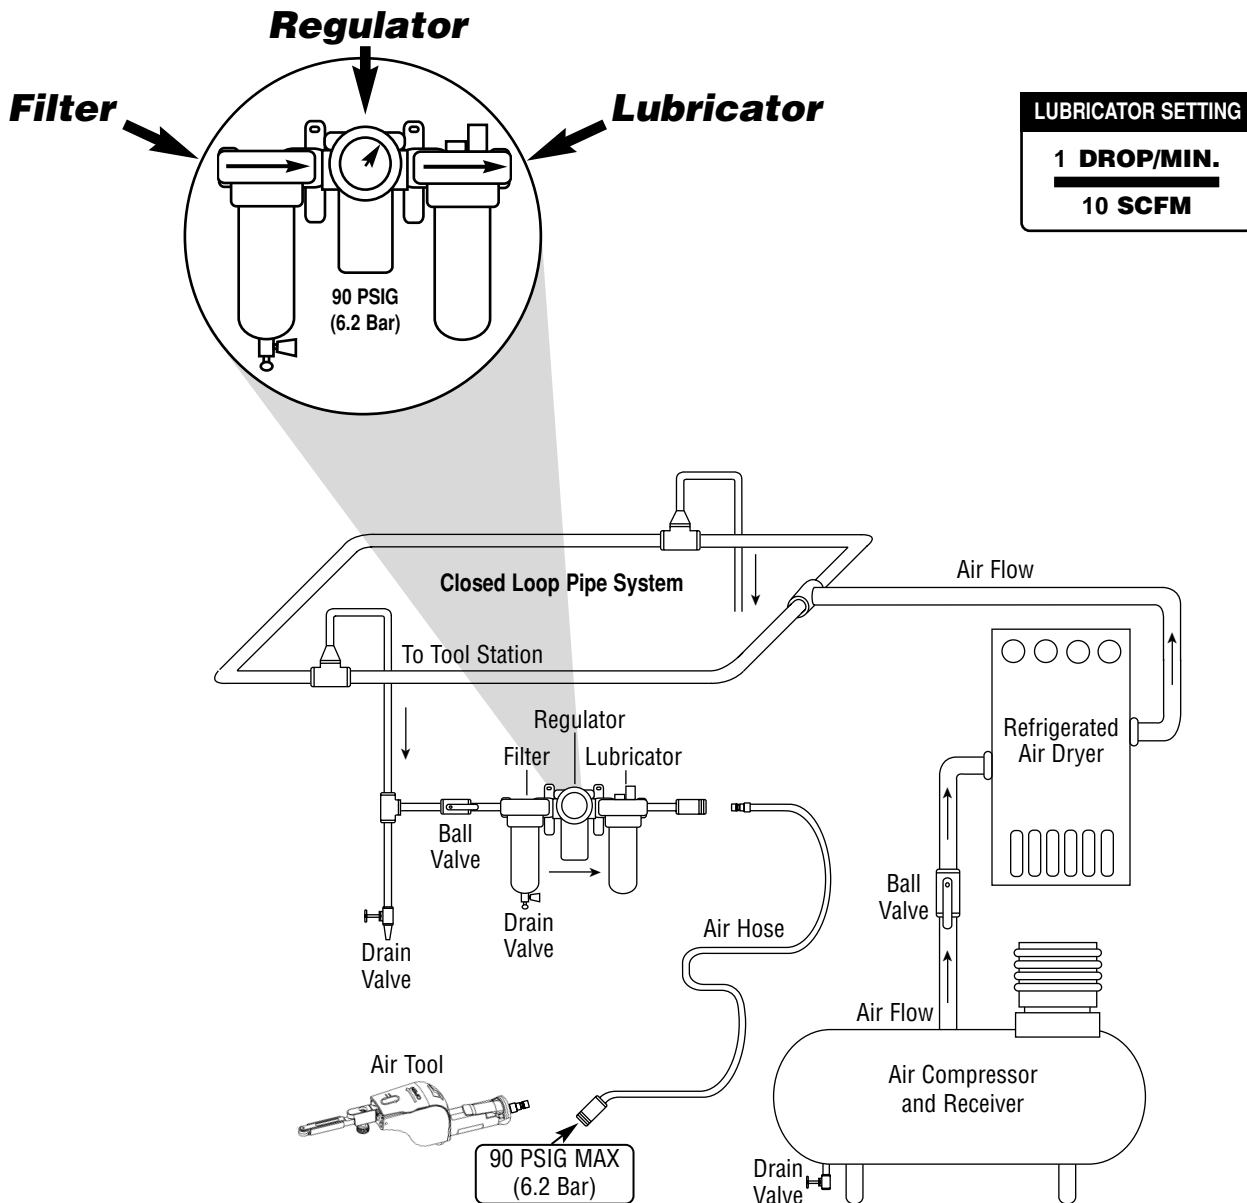 Regulator
Filter
Lubricator
LUBRICATOR SETTING
1 DROP/MIN.
10 SCFM
90 PSIG
(6.2 Bar)
Closed Loop Pipe System
Air Flow
To Tool Station
Regulator
Filter
Lubricator
Refrigerated
Air Dryer
Ball
Valve
Ball
Valve
Drain
Valve
Air Hose
Drain
Valve
Air Flow
Air Tool
Air Compressor
and Receiver
90 PSIG MAX
(6.2 Bar)
Drain
Valve